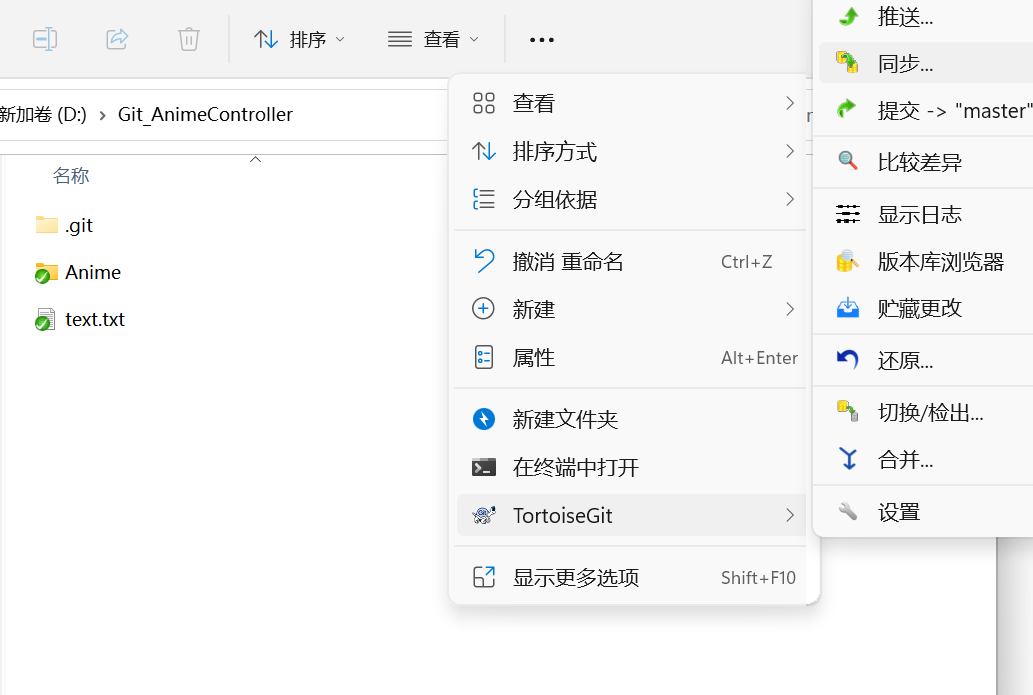 排序
查看
新加卷 (D:) › Git_AnimeController
名称
.git
Anime
text.txt
查看
排序方式
分组依据
撤消 重命名 Ctrl+Z
新建
属性 Alt+Enter
新建文件夹
在终端中打开
TortoiseGit
显示更多选项 Shift+F10
推送...
同步...
提交 -> "master"
比较差异
显示日志
版本库浏览器
贮藏更改
还原...
切换/检出...
合并...
设置